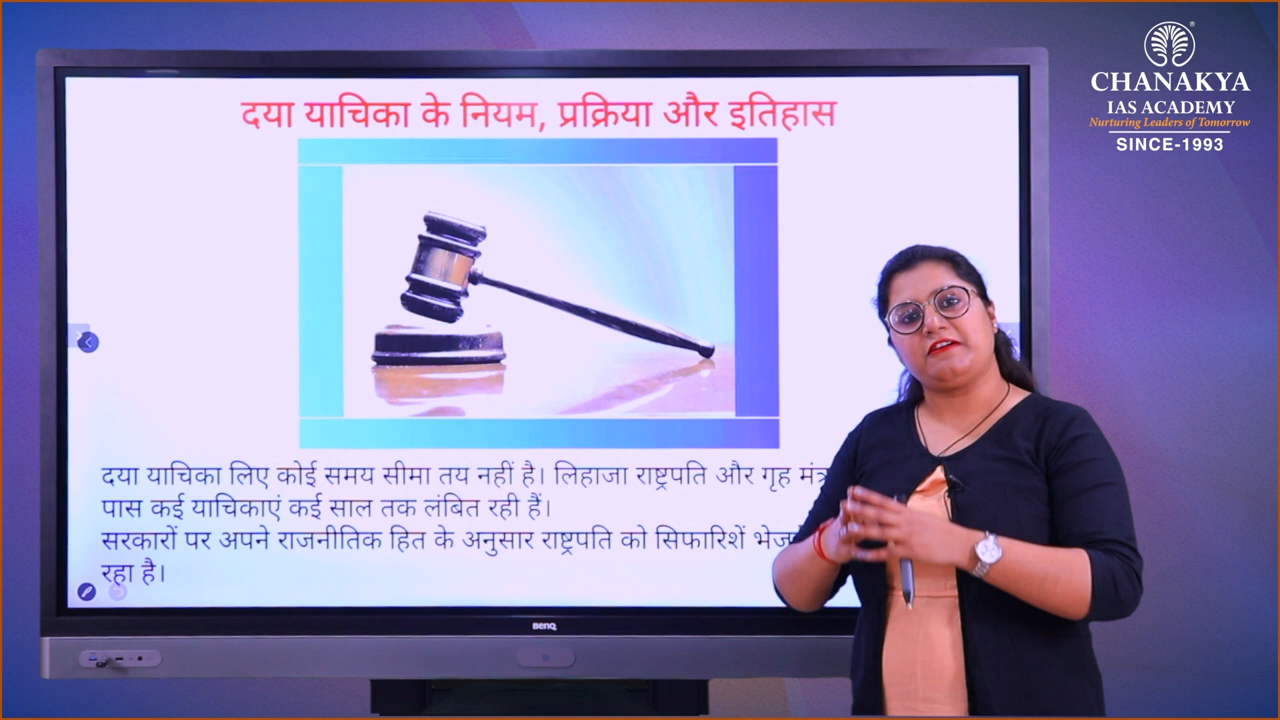 दया याचिका के नियम, प्रक्रिया और इतिहास
दया याचिका लिए कोई समय सीमा तय नहीं है। लिहाजा राष्ट्रपति और गृह
पास कई याचिकाएं कई साल तक लंबित रही हैं।
सरकारों पर अपने राजनीतिक हित के अनुसार राष्ट्रपति को सिफारिशें
रहा है।
BenQ
CHANAKYA
IAS ACADEMY
Nurturing Leaders of Tomorrow
SINCE-1993